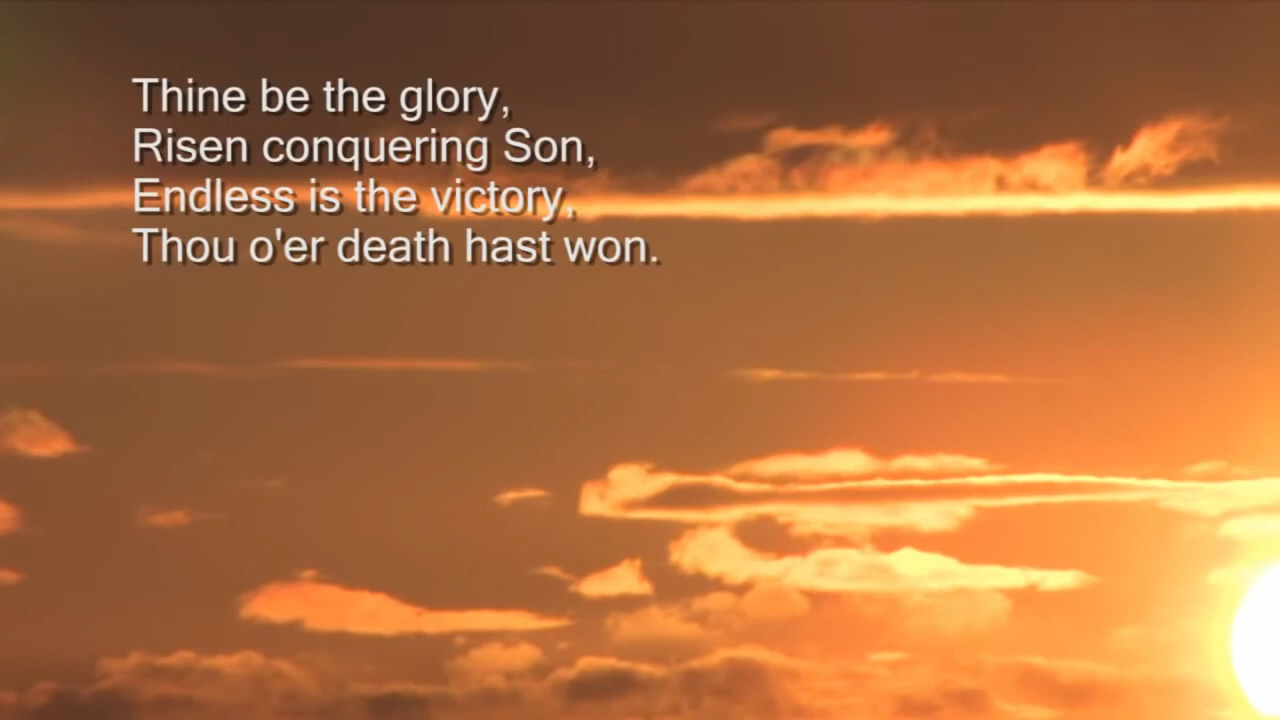 Thine be the glory,
Risen conquering Son,
Endless is the victory,
Thou o'er death hast won.